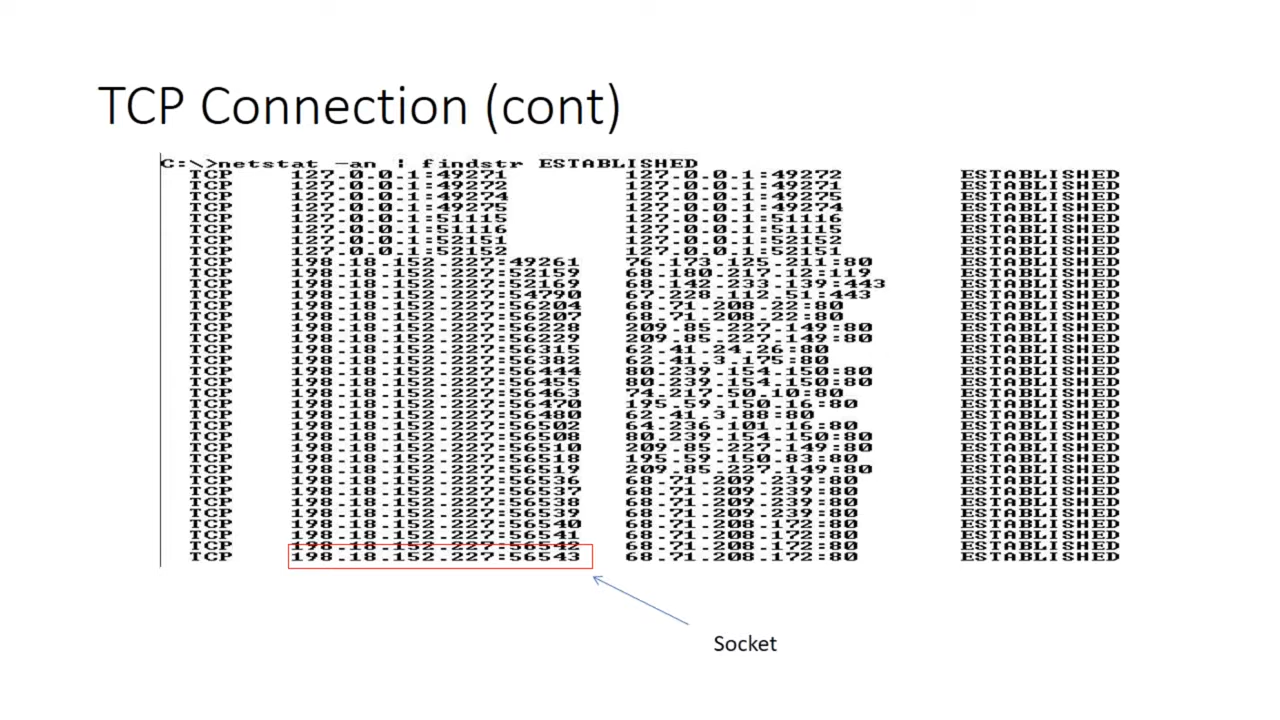 TCP Connection (cont)
C:\>netstat -an | findstr ESTABLISHED
TCP 127.0.0.1:49271 127.0.0.1:49272 ESTABLISHED
TCP 127.0.0.1:49272 127.0.0.1:49271 ESTABLISHED
TCP 127.0.0.1:49274 127.0.0.1:49275 ESTABLISHED
TCP 127.0.0.1:49275 127.0.0.1:49274 ESTABLISHED
TCP 127.0.0.1:51115 127.0.0.1:51116 ESTABLISHED
TCP 127.0.0.1:51116 127.0.0.1:51115 ESTABLISHED
TCP 127.0.0.1:52151 127.0.0.1:52152 ESTABLISHED
TCP 127.0.0.1:52152 127.0.0.1:52151 ESTABLISHED
TCP 198.18.152.227:49261 76.173.125.211:80 ESTABLISHED
TCP 198.18.152.227:52159 68.180.217.12:119 ESTABLISHED
TCP 198.18.152.227:52169 68.142.233.139:443 ESTABLISHED
TCP 198.18.152.227:54790 67.228.112.51:443 ESTABLISHED
TCP 198.18.152.227:56204 68.71.208.22:80 ESTABLISHED
TCP 198.18.152.227:56207 68.71.208.22:80 ESTABLISHED
TCP 198.18.152.227:56228 209.85.227.149:80 ESTABLISHED
TCP 198.18.152.227:56229 209.85.227.149:80 ESTABLISHED
TCP 198.18.152.227:56315 62.41.24.26:80 ESTABLISHED
TCP 198.18.152.227:56382 62.41.3.175:80 ESTABLISHED
TCP 198.18.152.227:56444 80.239.154.150:80 ESTABLISHED
TCP 198.18.152.227:56455 80.239.154.150:80 ESTABLISHED
TCP 198.18.152.227:56463 74.217.50.10:80 ESTABLISHED
TCP 198.18.152.227:56470 195.59.150.16:80 ESTABLISHED
TCP 198.18.152.227:56480 62.41.3.88:80 ESTABLISHED
TCP 198.18.152.227:56502 64.236.101.16:80 ESTABLISHED
TCP 198.18.152.227:56508 80.239.154.150:80 ESTABLISHED
TCP 198.18.152.227:56510 209.85.227.149:80 ESTABLISHED
TCP 198.18.152.227:56518 195.59.150.83:80 ESTABLISHED
TCP 198.18.152.227:56519 209.85.227.149:80 ESTABLISHED
TCP 198.18.152.227:56536 68.71.209.239:80 ESTABLISHED
TCP 198.18.152.227:56537 68.71.209.239:80 ESTABLISHED
TCP 198.18.152.227:56538 68.71.209.239:80 ESTABLISHED
TCP 198.18.152.227:56539 68.71.209.239:80 ESTABLISHED
TCP 198.18.152.227:56540 68.71.208.172:80 ESTABLISHED
TCP 198.18.152.227:56541 68.71.208.172:80 ESTABLISHED
TCP 198.18.152.227:56542 68.71.208.172:80 ESTABLISHED
TCP 198.18.152.227:56543 68.71.208.172:80 ESTABLISHED
Socket